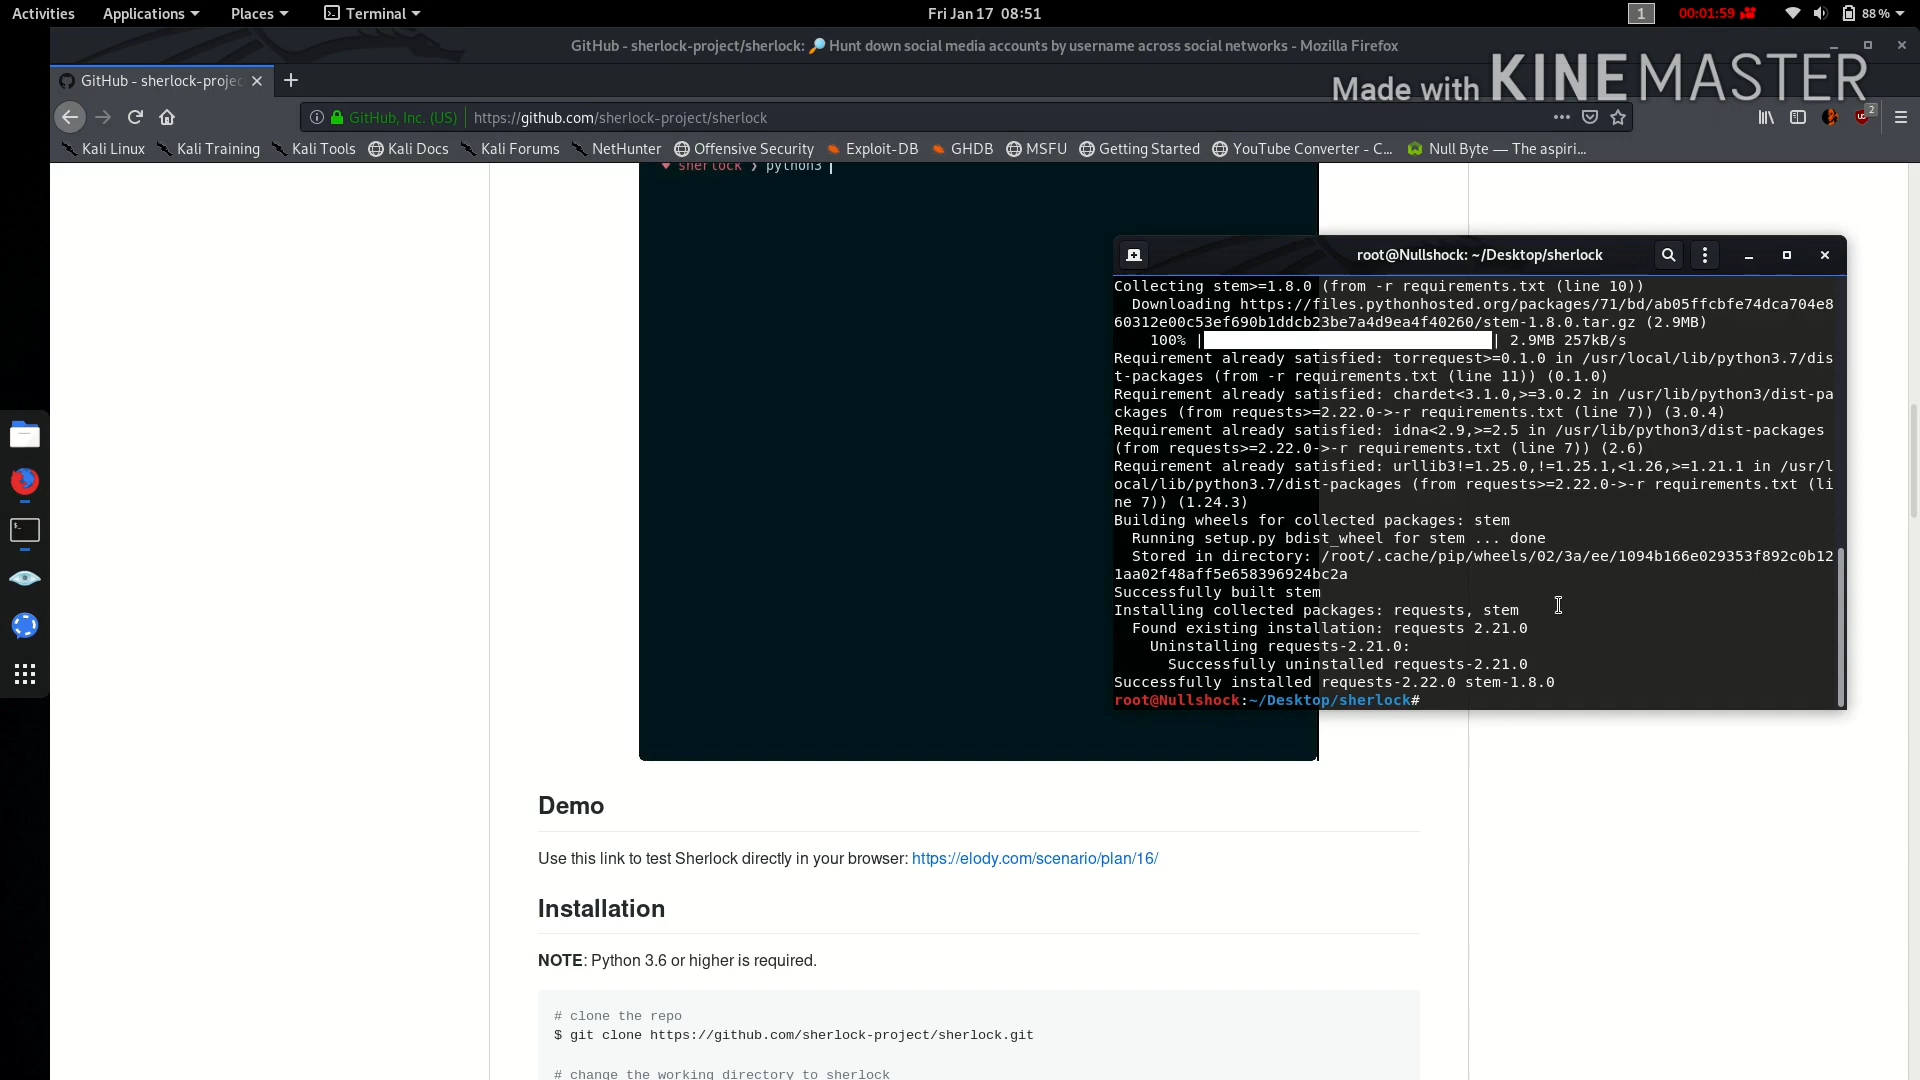 Activities Applications Places Terminal Fri Jan 17 08:51 1 00:01:59 88 %
GitHub - sherlock-project/sherlock: 🔎 Hunt down social media accounts by username across social networks - Mozilla Firefox
Made with KINEMASTER
GitHub - sherlock-projec
GitHub, Inc. (US) https://github.com/sherlock-project/sherlock 2
Kali Linux Kali Training Kali Tools Kali Docs Kali Forums NetHunter Offensive Security Exploit-DB GHDB MSFU Getting Started YouTube Converter - C... Null Byte — The aspiri...
sherlock ❯ python3
root@Nullshock: ~/Desktop/sherlock
Collecting stem>=1.8.0 (from -r requirements.txt (line 10))
Downloading https://files.pythonhosted.org/packages/71/bd/ab05ffcbfe74dca704e8
60312e00c53ef690b1ddcb23be7a4d9ea4f40260/stem-1.8.0.tar.gz (2.9MB)
100% | | 2.9MB 257kB/s
Requirement already satisfied: torrequest>=0.1.0 in /usr/local/lib/python3.7/dis
t-packages (from -r requirements.txt (line 11)) (0.1.0)
Requirement already satisfied: chardet<3.1.0,>=3.0.2 in /usr/lib/python3/dist-pa
ckages (from requests>=2.22.0->-r requirements.txt (line 7)) (3.0.4)
Requirement already satisfied: idna<2.9,>=2.5 in /usr/lib/python3/dist-packages
(from requests>=2.22.0->-r requirements.txt (line 7)) (2.6)
Requirement already satisfied: urllib3!=1.25.0,!=1.25.1,<1.26,>=1.21.1 in /usr/l
ocal/lib/python3.7/dist-packages (from requests>=2.22.0->-r requirements.txt (li
ne 7)) (1.24.3)
Building wheels for collected packages: stem
Running setup.py bdist_wheel for stem ... done
Stored in directory: /root/.cache/pip/wheels/02/3a/ee/1094b166e029353f892c0b12
1aa02f48aff5e658396924bc2a
Successfully built stem
Installing collected packages: requests, stem
Found existing installation: requests 2.21.0
Uninstalling requests-2.21.0:
Successfully uninstalled requests-2.21.0
Successfully installed requests-2.22.0 stem-1.8.0
root@Nullshock:~/Desktop/sherlock#
Demo
Use this link to test Sherlock directly in your browser: https://elody.com/scenario/plan/16/
Installation
NOTE: Python 3.6 or higher is required.
# clone the repo
$ git clone https://github.com/sherlock-project/sherlock.git
# change the working directory to sherlock